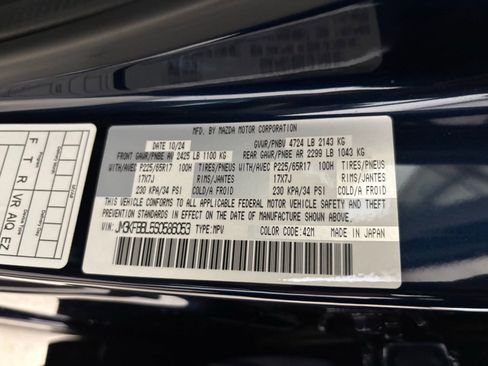 MFD. BY MAZDA MOTOR CORPORATION
DATE 10/24 GVWR/PNBV 4724 LB 2143 KG
FRONT GAWR/PNBE AV 2425 LB 1100 KG REAR GAWR/PNBE AR 2299 LB 1043 KG
WITH/AVEC P225/65R17 100H TIRES/PNEUS WITH/AVEC P225/65R17 100H TIRES/PNEUS
17X7J RIMS/JANTES 17X7J RIMS/JANTES
230 KPA/34 PSI COLD/A FROID 230 KPA/34 PSI COLD/A FROID
THIS VEHICLE CONFORMS TO ALL APPLICABLE FEDERAL MOTOR VEHICLE SAFETY AND
THEFT PREVENTION STANDARDS IN EFFECT ON THE DATE OF MANUFACTURE SHOWN ABOVE.
VIN: TYPE:MPV COLOR CODE:42M MADE IN JAPAN
F
R
VR AIQ EZ